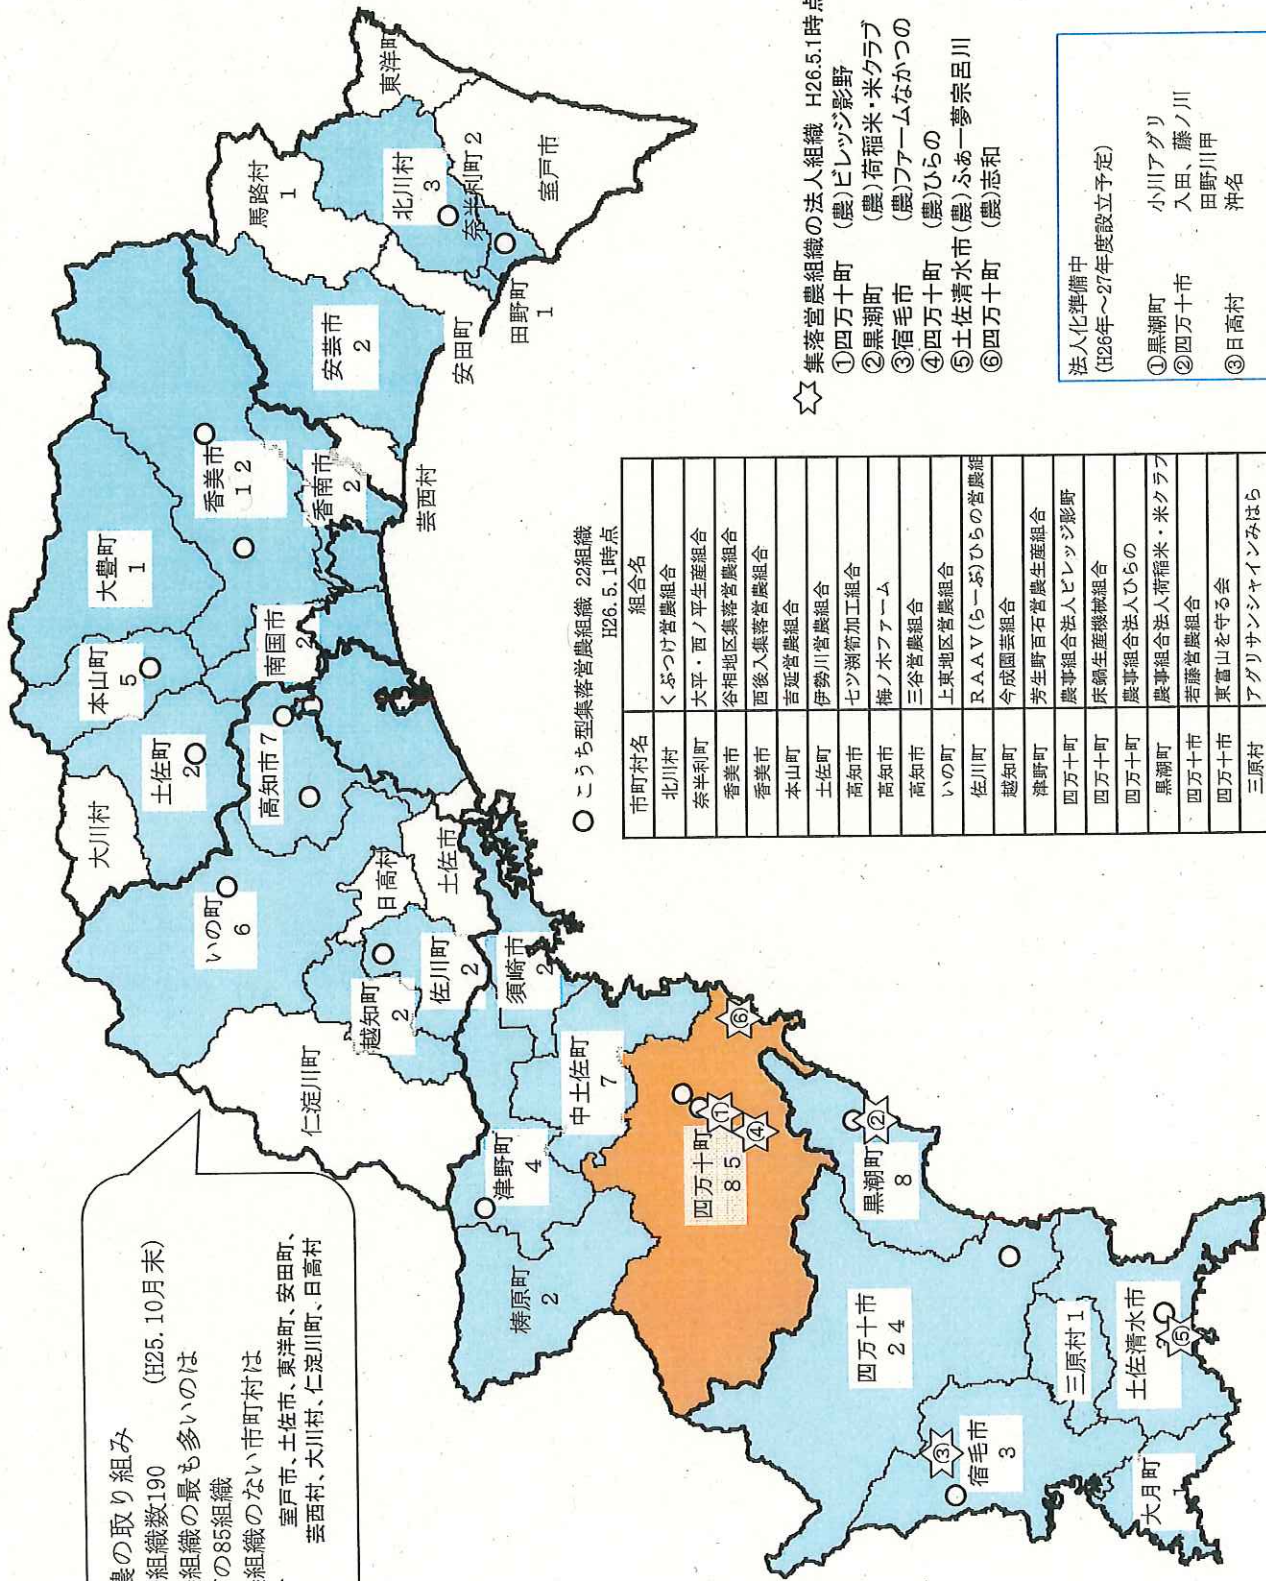 農の取り組み
組織数190　(H25.10月末)
組織の最も多いのは
の85組織
組織のない市町村は
室戸市、土佐市、東洋町、安田町、
芸西村、大川村、仁淀川町、日高村
東洋町
馬路村
1
北川村
3
奈半利町2
室戸市
田野町
1
安田町
安芸市
2
芸西村
香南市
2
香美市
12
大豊町
1
本山町
5
南国市
2
土佐町
2
高知市7
大川村
いの町
6
日高村
土佐市
仁淀川町
越知町
2
佐川町
2
須崎市
2
中土佐町
7
津野町
4
梼原町
2
四万十町
85
①
④
⑥
黒潮町
8
②
四万十市
24
三原村1
土佐清水市
⑤
宿毛市
3
③
大月町
1
○ こうち型集落営農組織 22組織
H26.5.1時点
市町村名　組合名
北川村　くぶつけ営農組合
奈半利町　大平・西ノ平生産組合
香美市　谷相地区集落営農組合
香美市　西後入集落営農組合
本山町　吉延営農組合
土佐町　伊勢川営農組合
高知市　七ツ渕筍加工組合
高知市　梅ノ木ファーム
高知市　三谷営農組合
いの町　上東地区営農組合
佐川町　RAAV(らーぶ)ひらの営農組
越知町　今成園芸組合
津野町　芳生野百石営農生産組合
四万十町　農事組合法人ビレッジ影野
四万十町　床鍋生産機械組合
四万十町　農事組合法人ひらの
黒潮町　農事組合法人荷稲米・米クラブ
四万十市　若藤営農組合
四万十市　東富山を守る会
三原村　アグリサンシャインみはら
集落営農組織の法人組織　H26.5.1時点
①四万十町　(農)ビレッジ影野
②黒潮町　(農)荷稲米・米クラブ
③宿毛市　(農)ファームなかつの
④四万十町　(農)ひらの
⑤土佐清水市(農)ふぁー夢宗呂川
⑥四万十町　(農)志和
法人化準備中
(H26年～27年度設立予定)
①黒潮町　小川アグリ
②四万十市　入田、藤ノ川
田野川甲
③日高村　沖名